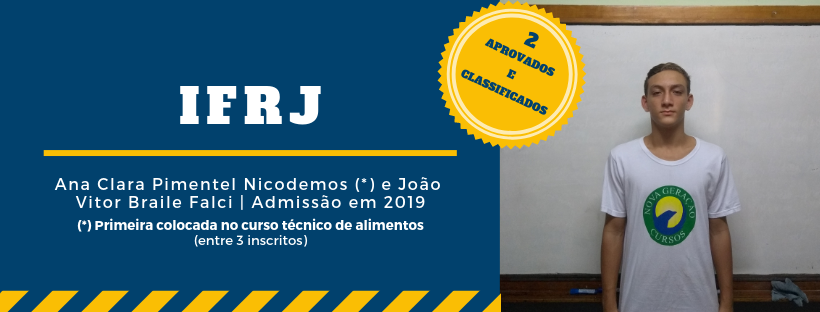 IFRJ
Ana Clara Pimentel Nicodemos (*) e João
Vitor Braile Falci | Admissão em 2019
(*) Primeira colocada no curso técnico de alimentos
(entre 3 inscritos)
2
APROVADOS
E
CLASSIFICADOS
NOVA GERAÇÃO
CURSOS